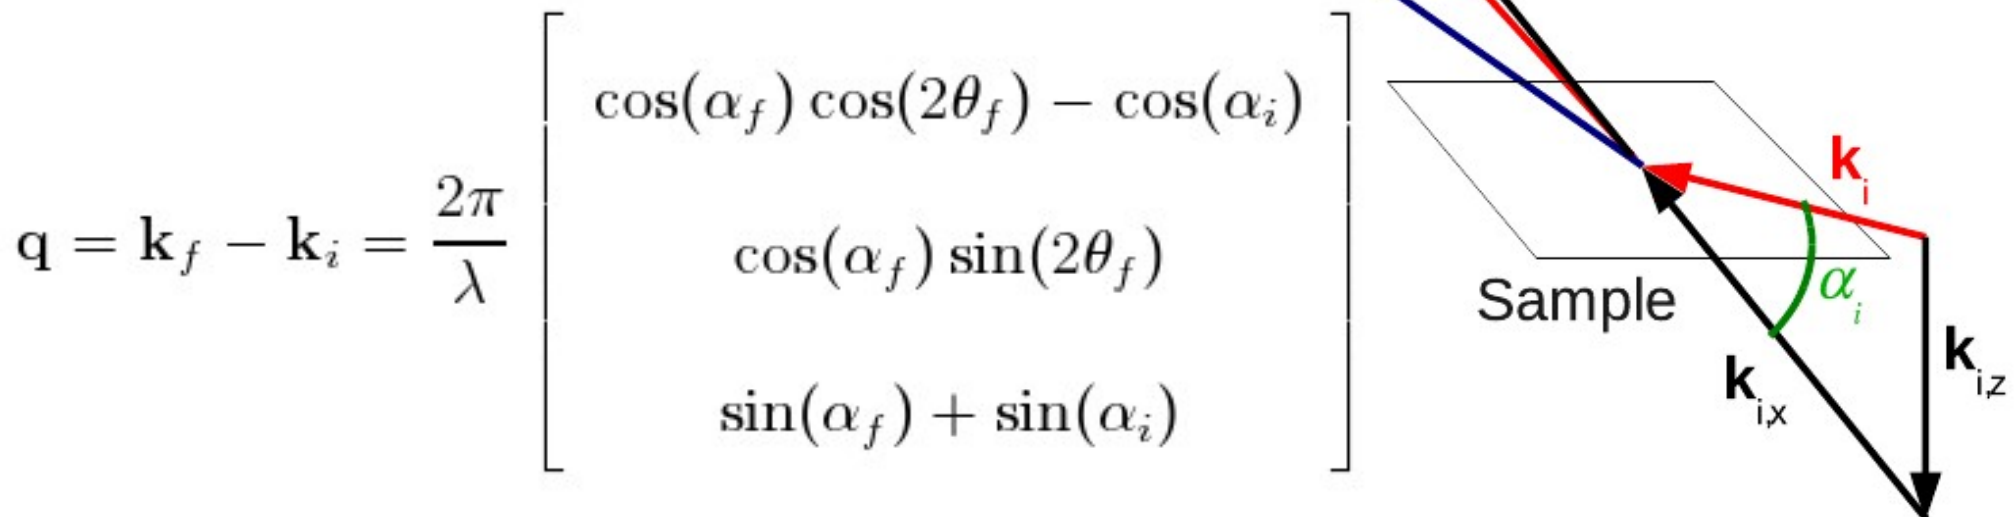 q = k_f − k_i = 2π/λ [ cos(α_f) cos(2θ_f) − cos(α_i)
cos(α_f) sin(2θ_f)
sin(α_f) + sin(α_i) ]
k_i
α_i
Sample
k_i,x
k_i,z